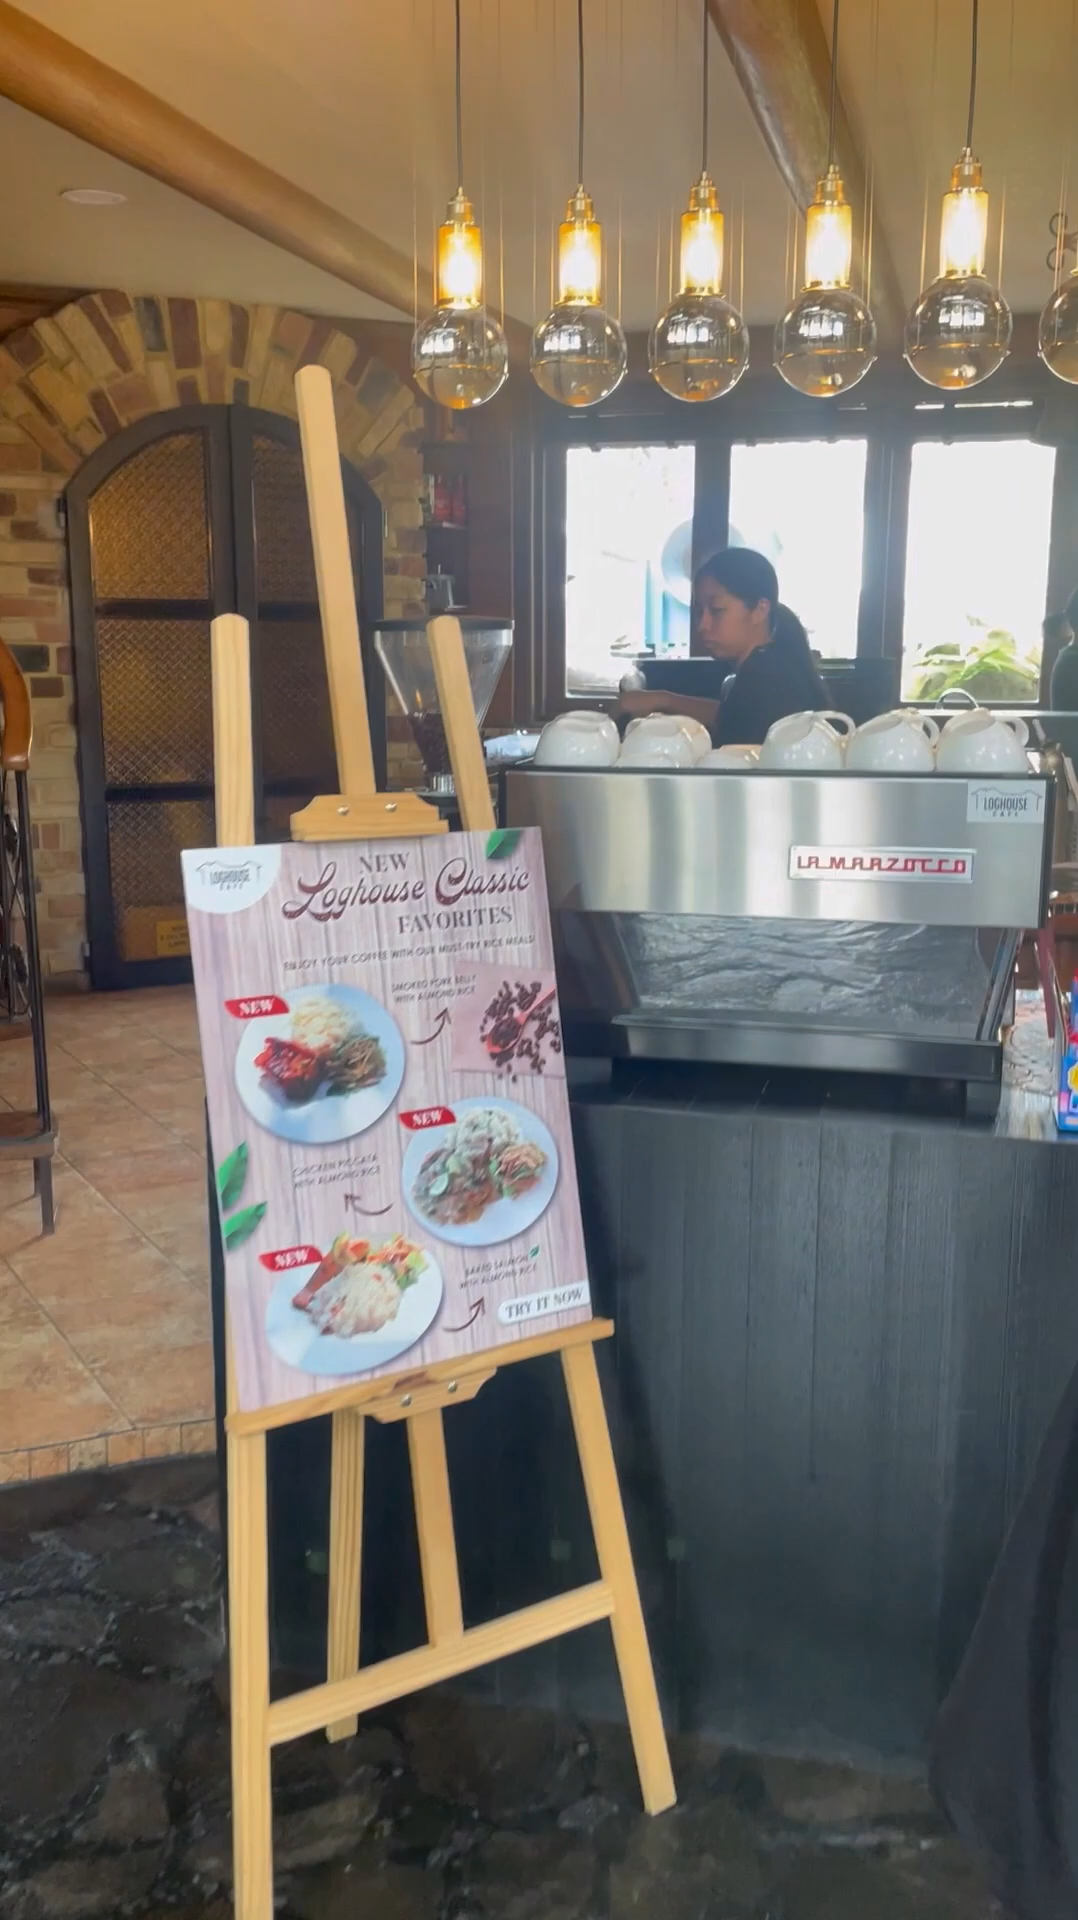 LOGHOUSE
CAFE
NEW
Loghouse Classic
FAVORITES
ENJOY YOUR COFFEE WITH OUR MUST-TRY RICE MEALS!
SMOKED PORK BELLY
WITH ALMOND RICE
NEW
NEW
CHICKEN PICCATA
WITH ALMOND RICE
NEW
BAKED SALMON
WITH ALMOND RICE
TRY IT NOW
LOGHOUSE
CAFE
LA MARZOCCO